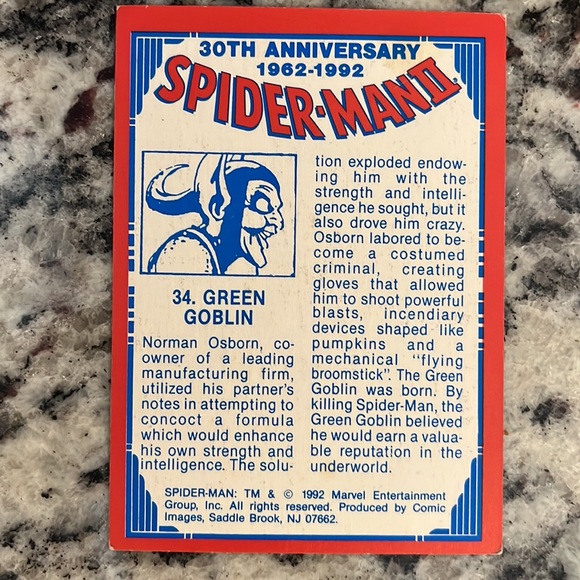 30TH ANNIVERSARY
1962-1992
SPIDER-MAN II
34. GREEN
GOBLIN
Norman Osborn, co-
owner of a leading
manufacturing firm,
utilized his partner's
notes in attempting to
concoct a formula
which would enhance
his own strength and
intelligence. The solu-
tion exploded endow-
ing him with the
strength and intelli-
gence he sought, but it
also drove him crazy.
Osborn labored to be-
come a costumed
criminal, creating
gloves that allowed
him to shoot powerful
blasts, incendiary
devices shaped like
pumpkins and a
mechanical "flying
broomstick". The Green
Goblin was born. By
killing Spider-Man, the
Green Goblin believed
he would earn a valua-
ble reputation in the
underworld.
SPIDER-MAN: TM & © 1992 Marvel Entertainment
Group, Inc. All rights reserved. Produced by Comic
Images, Saddle Brook, NJ 07662.